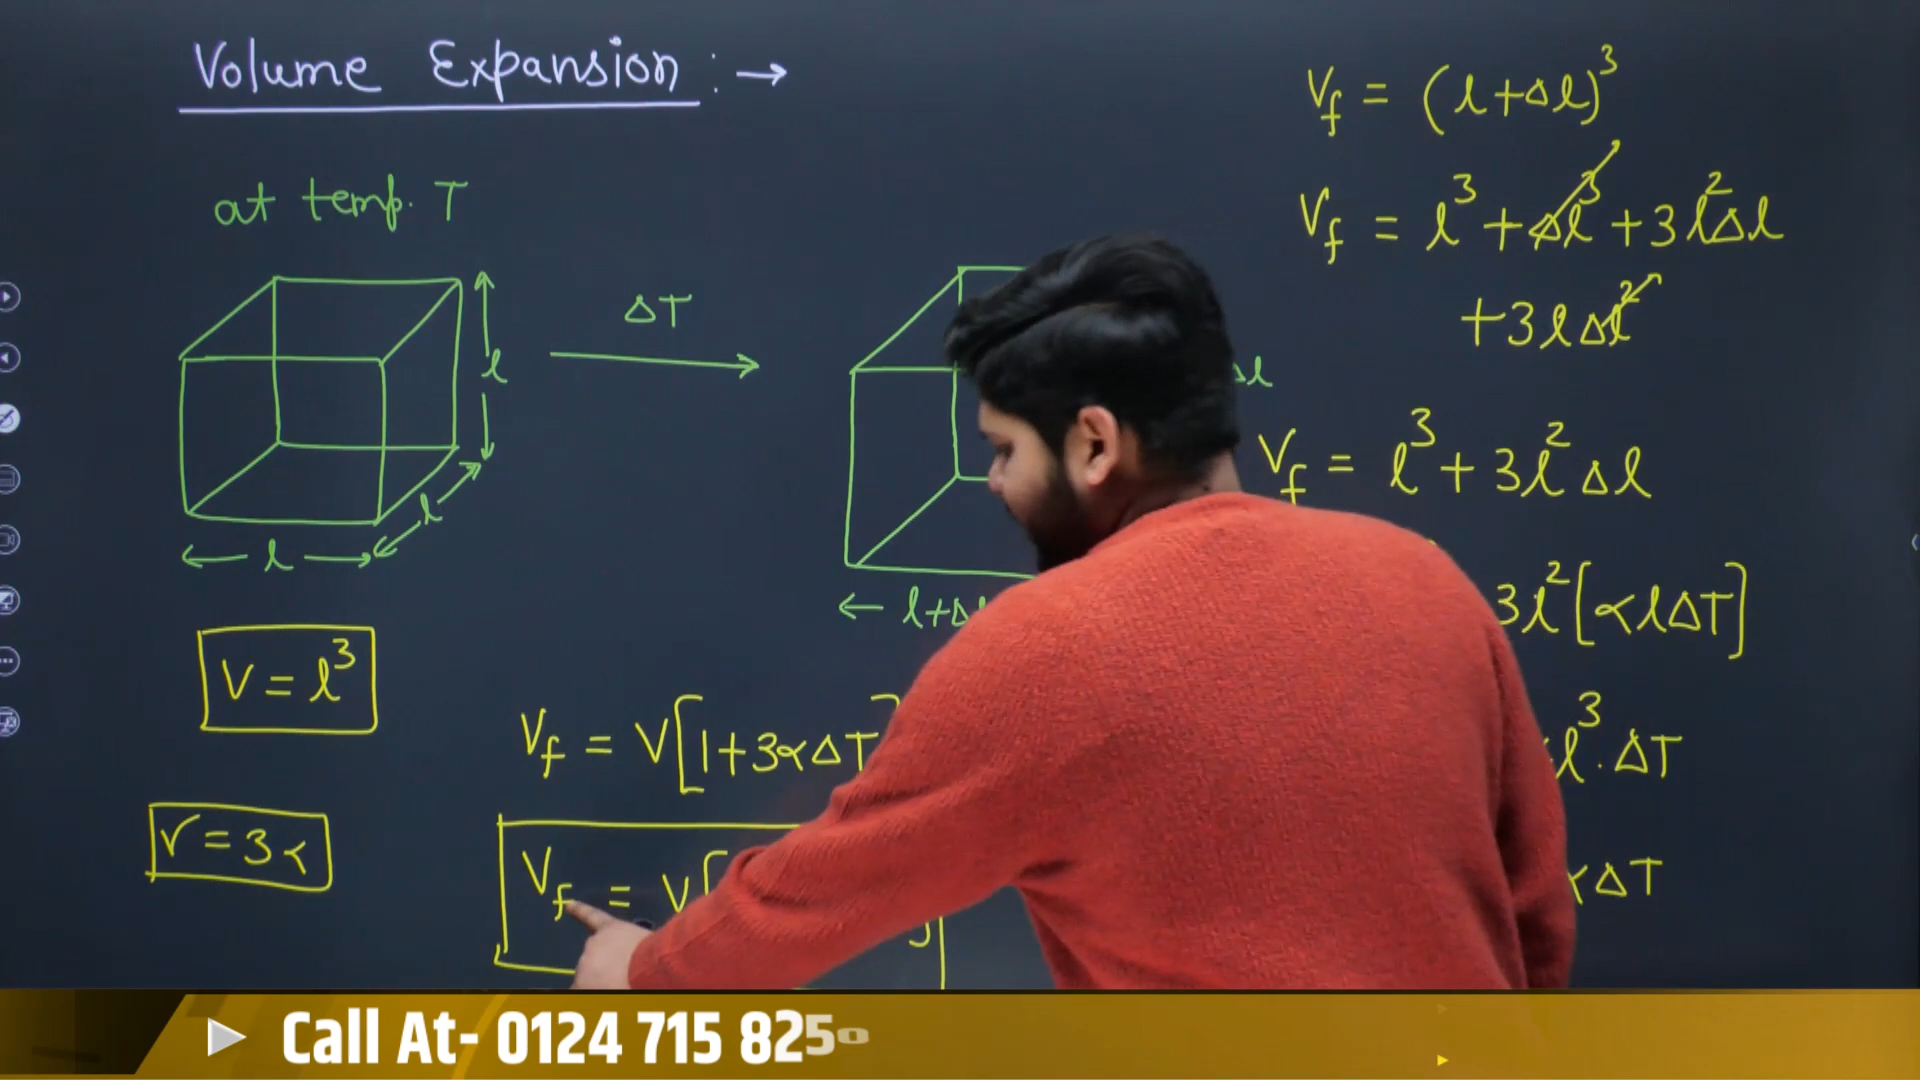 Volume Expansion :→
at temp. T
l
l
l
ΔT
Δl
← l+Δ
V = l³
γ = 3α
V_f = V[1+3αΔT]
V_f = V[
V_f = (l+Δl)³
V_f = l³ + Δl³ + 3l²Δl
+3lΔl²
V_f = l³ + 3l²Δl
3l²[αlΔT]
l³.ΔT
αΔT
Call At- 0124 715 825